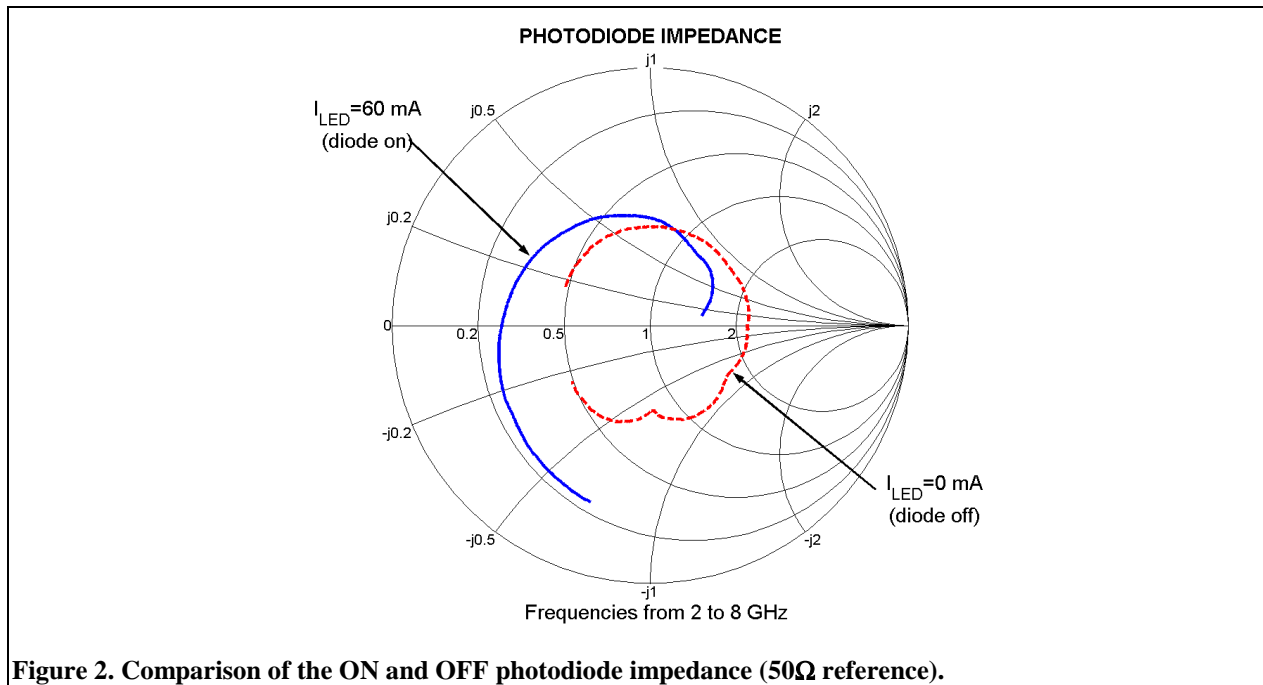 PHOTODIODE IMPEDANCE
j1
I_LED=60 mA
(diode on)
j0.5
j2
j0.2
0
0.2
0.5
1
2
-j0.2
I_LED=0 mA
(diode off)
-j0.5
-j2
-j1
Frequencies from 2 to 8 GHz
Figure 2. Comparison of the ON and OFF photodiode impedance (50Ω reference).